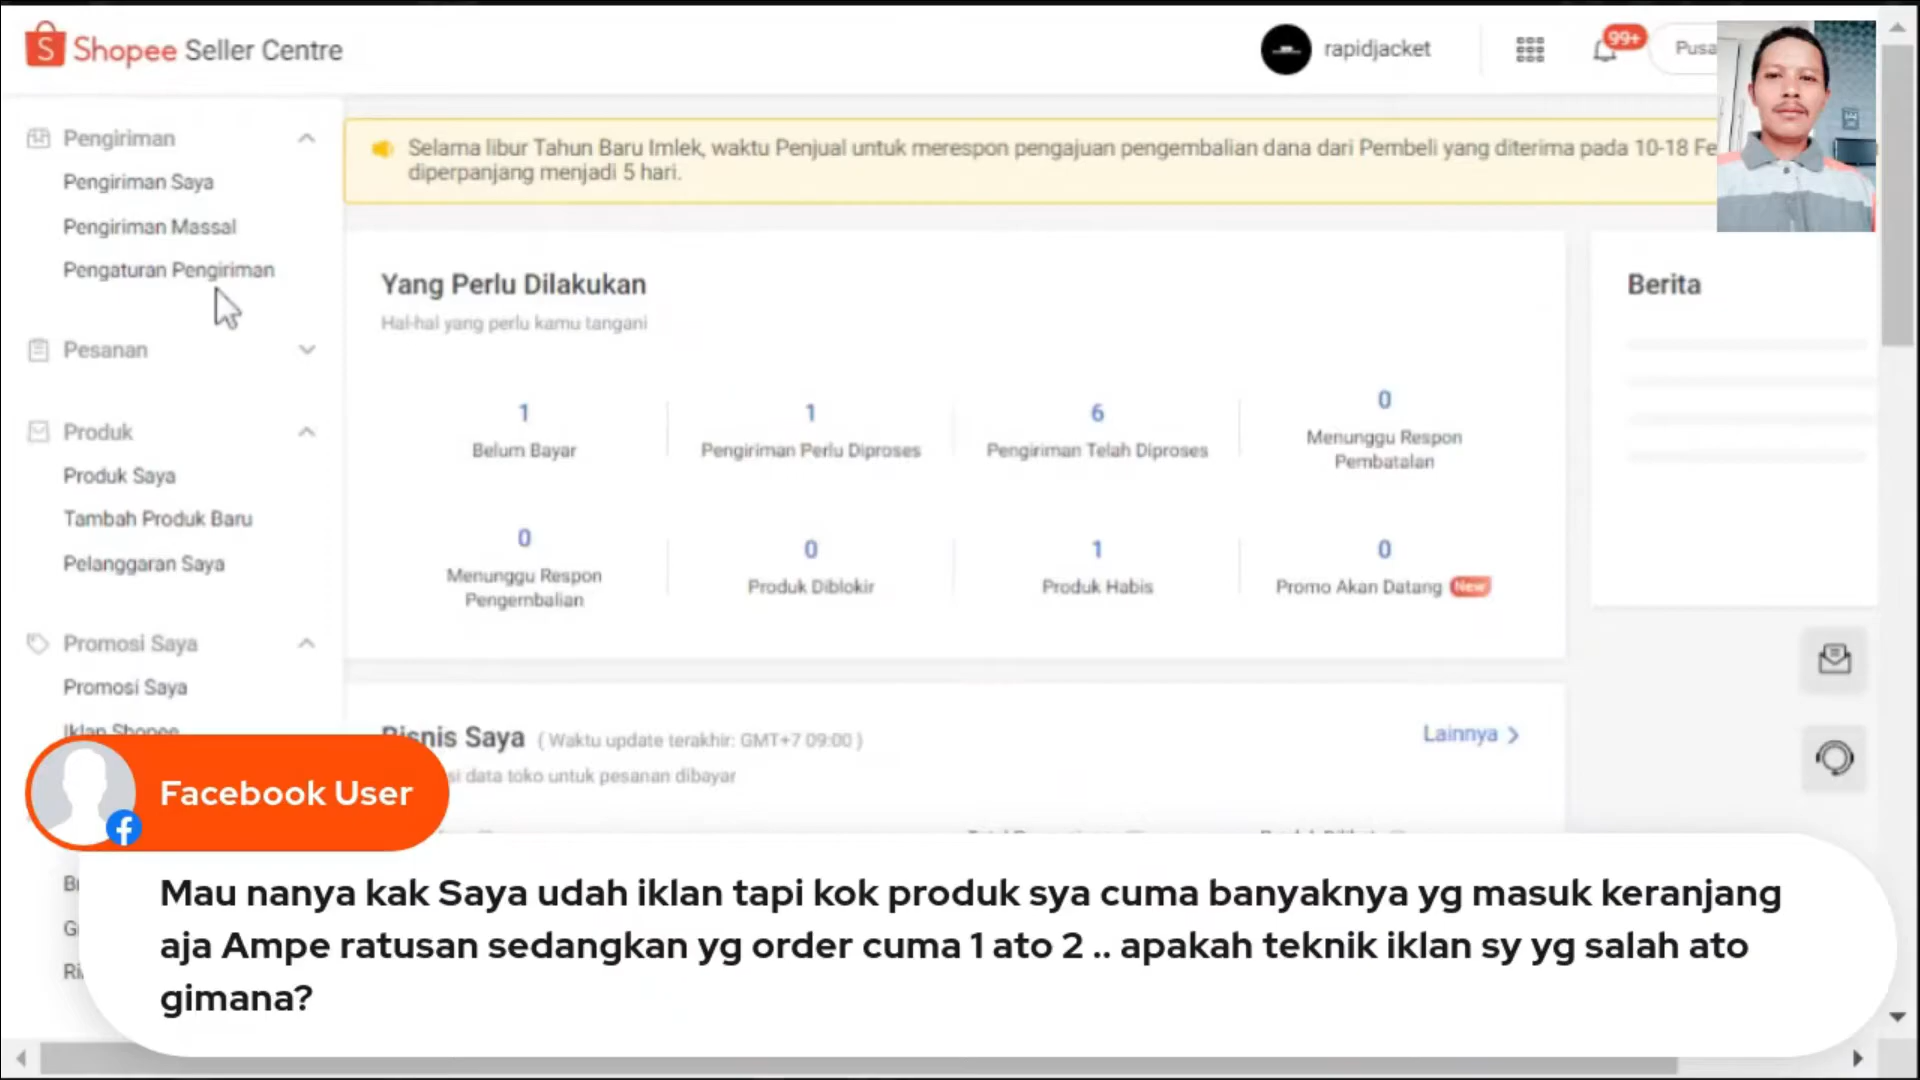 Shopee Seller Centre
rapidjacket
99+
Pengiriman
Pengiriman Saya
Pengiriman Massal
Pengaturan Pengiriman
Pesanan
Produk
Produk Saya
Tambah Produk Baru
Pelanggaran Saya
Promosi Saya
Promosi Saya
Iklan Shopee
Selama libur Tahun Baru Imlek, waktu Penjual untuk merespon pengajuan pengembalian dana dari Pembeli yang diterima pada 10-18 Fe
diperpanjang menjadi 5 hari.
Yang Perlu Dilakukan
Hal-hal yang perlu kamu tangani
1
Belum Bayar
1
Pengiriman Perlu Diproses
6
Pengiriman Telah Diproses
0
Menunggu Respon
Pembatalan
0
Menunggu Respon
Pengembalian
0
Produk Diblokir
1
Produk Habis
0
Promo Akan Datang New
Berita
Bisnis Saya ( Waktu update terakhir: GMT+7 09:00 )
Lainnya
data toko untuk pesanan dibayar
Facebook User
Mau nanya kak Saya udah iklan tapi kok produk sya cuma banyaknya yg masuk keranjang
aja Ampe ratusan sedangkan yg order cuma 1 ato 2 .. apakah teknik iklan sy yg salah ato
gimana?